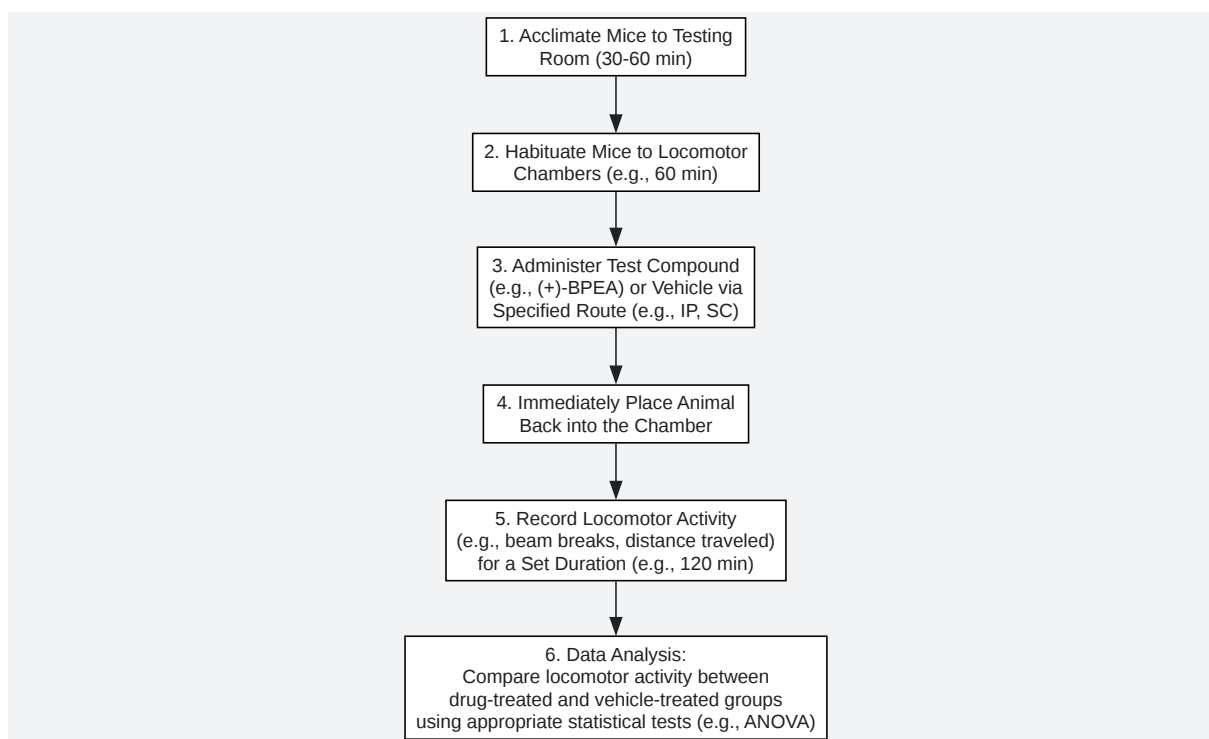 1. Acclimate Mice to Testing
Room (30-60 min)
2. Habituate Mice to Locomotor
Chambers (e.g., 60 min)
3. Administer Test Compound
(e.g., (+)-BPEA) or Vehicle via
Specified Route (e.g., IP, SC)
4. Immediately Place Animal
Back into the Chamber
5. Record Locomotor Activity
(e.g., beam breaks, distance traveled)
for a Set Duration (e.g., 120 min)
6. Data Analysis:
Compare locomotor activity between
drug-treated and vehicle-treated groups
using appropriate statistical tests (e.g., ANOVA)